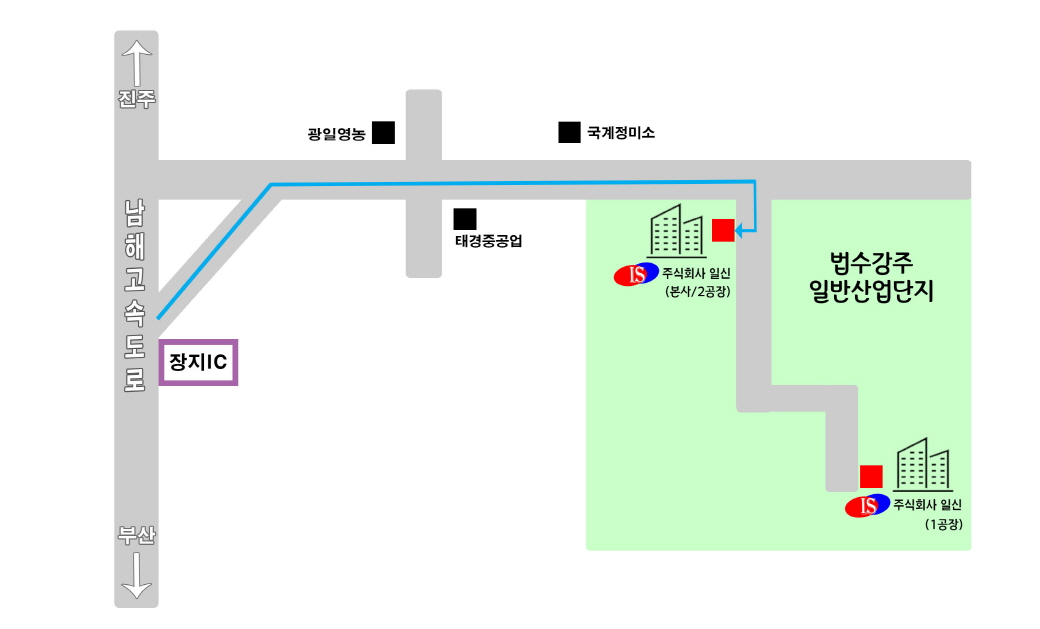 진주
광일영농
국계정미소
태경중공업
남해고속도로
법수강주
일반산업단지
IS
주식회사 일신
(본사/2공장)
장지IC
IS
주식회사 일신
(1공장)
부산